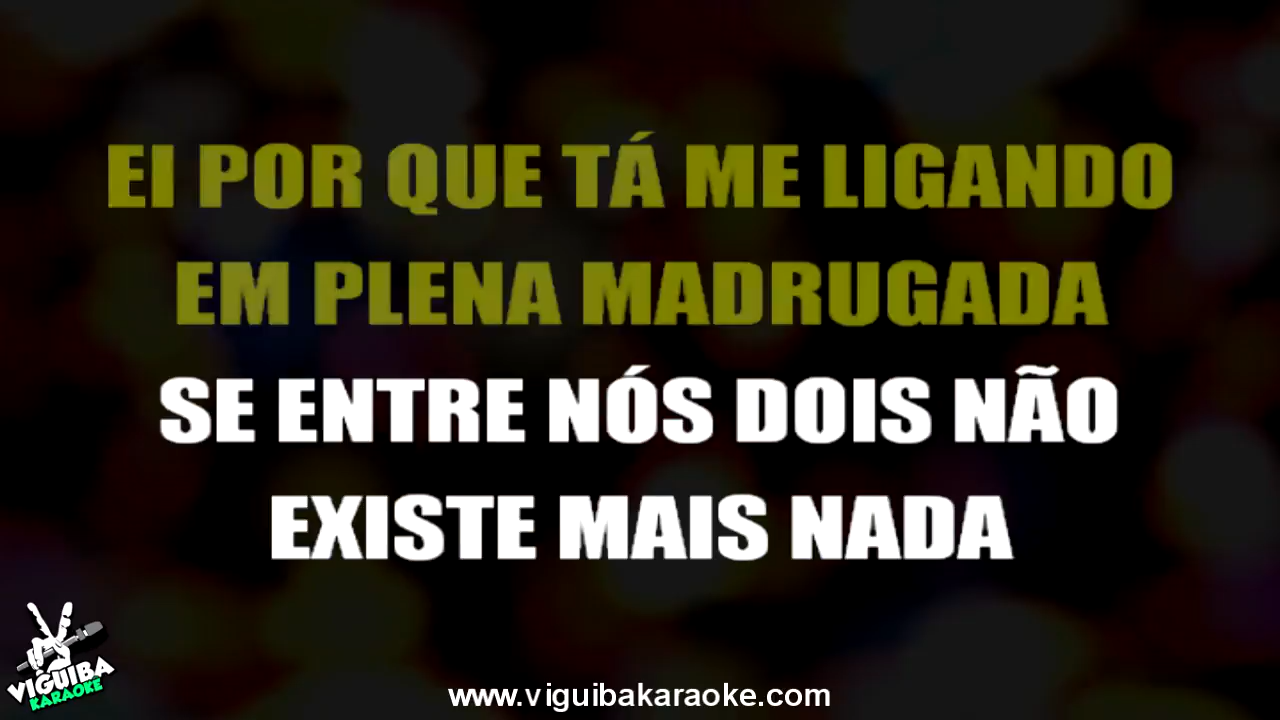 EI POR QUE TÁ ME LIGANDO
EM PLENA MADRUGADA
SE ENTRE NÓS DOIS NÃO
EXISTE MAIS NADA
VIGUIBA
KARAOKE
www.viguibakaraoke.com